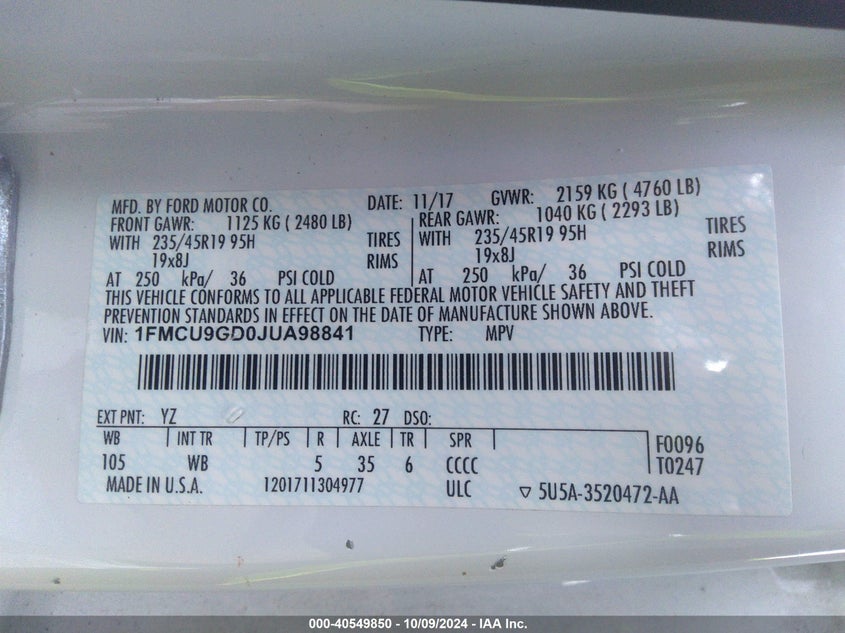 MFD. BY FORD MOTOR CO. DATE: 11/17 GVWR: 2159 KG ( 4760 LB)
FRONT GAWR: 1125 KG ( 2480 LB) REAR GAWR: 1040 KG ( 2293 LB)
WITH 235/45R19 95H TIRES WITH 235/45R19 95H TIRES
19x8J RIMS 19x8J RIMS
AT 250 kPa/ 36 PSI COLD AT 250 kPa/ 36 PSI COLD
THIS VEHICLE CONFORMS TO ALL APPLICABLE FEDERAL MOTOR VEHICLE SAFETY AND THEFT
PREVENTION STANDARDS IN EFFECT ON THE DATE OF MANUFACTURE SHOWN ABOVE.
VIN: 1FMCU9GD0JUA98841 TYPE: MPV
EXT PNT: YZ RC: 27 DSO:
WB INT TR TP/PS R AXLE TR SPR F0096
105 WB 5 35 6 CCCC T0247
MADE IN U.S.A. 1201711304977 ULC ▽ 5U5A-3520472-AA
000-40549850 - 10/09/2024 - IAA Inc.